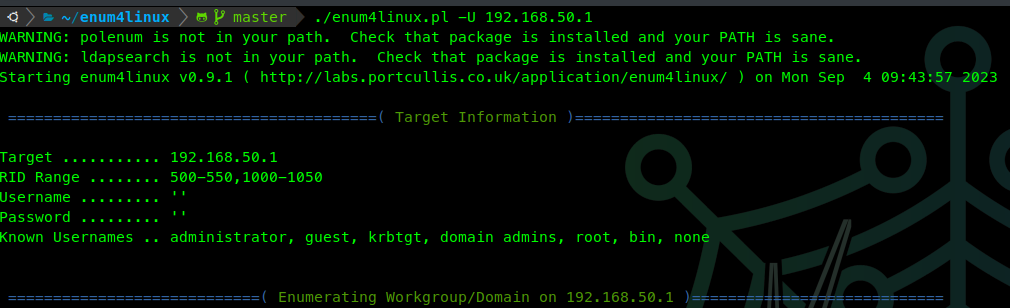 ~/enum4linux master ./enum4linux.pl -U 192.168.50.1
WARNING: polenum is not in your path.  Check that package is installed and your PATH is sane.
WARNING: ldapsearch is not in your path.  Check that package is installed and your PATH is sane.
Starting enum4linux v0.9.1 ( http://labs.portcullis.co.uk/application/enum4linux/ ) on Mon Sep  4 09:43:57 2023
=========================================( Target Information )=========================================
Target ........... 192.168.50.1
RID Range ........ 500-550,1000-1050
Username ......... ''
Password ......... ''
Known Usernames .. administrator, guest, krbtgt, domain admins, root, bin, none
============================( Enumerating Workgroup/Domain on 192.168.50.1 )============================